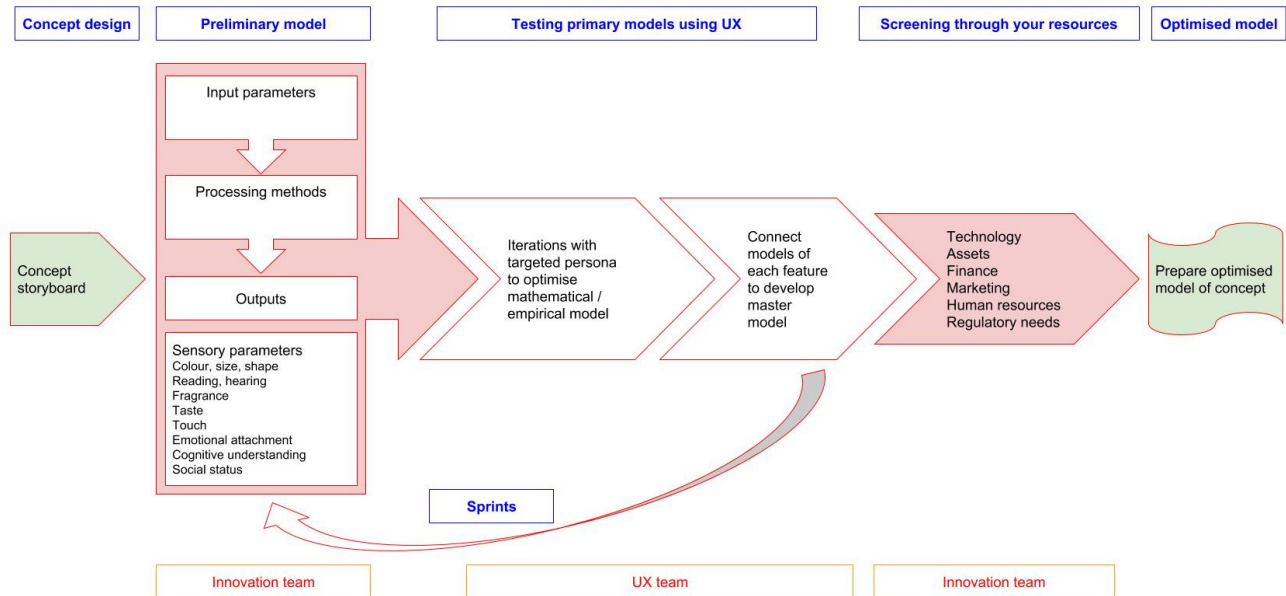 Concept design
Preliminary model
Testing primary models using UX
Screening through your resources
Optimised model
Concept
storyboard
Input parameters
Processing methods
Outputs
Sensory parameters
Colour, size, shape
Reading, hearing
Fragrance
Taste
Touch
Emotional attachment
Cognitive understanding
Social status
Iterations with
targeted persona
to optimise
mathematical /
empirical model
Connect
models of
each feature
to develop
master
model
Technology
Assets
Finance
Marketing
Human resources
Regulatory needs
Prepare optimised
model of concept
Sprints
Innovation team
UX team
Innovation team